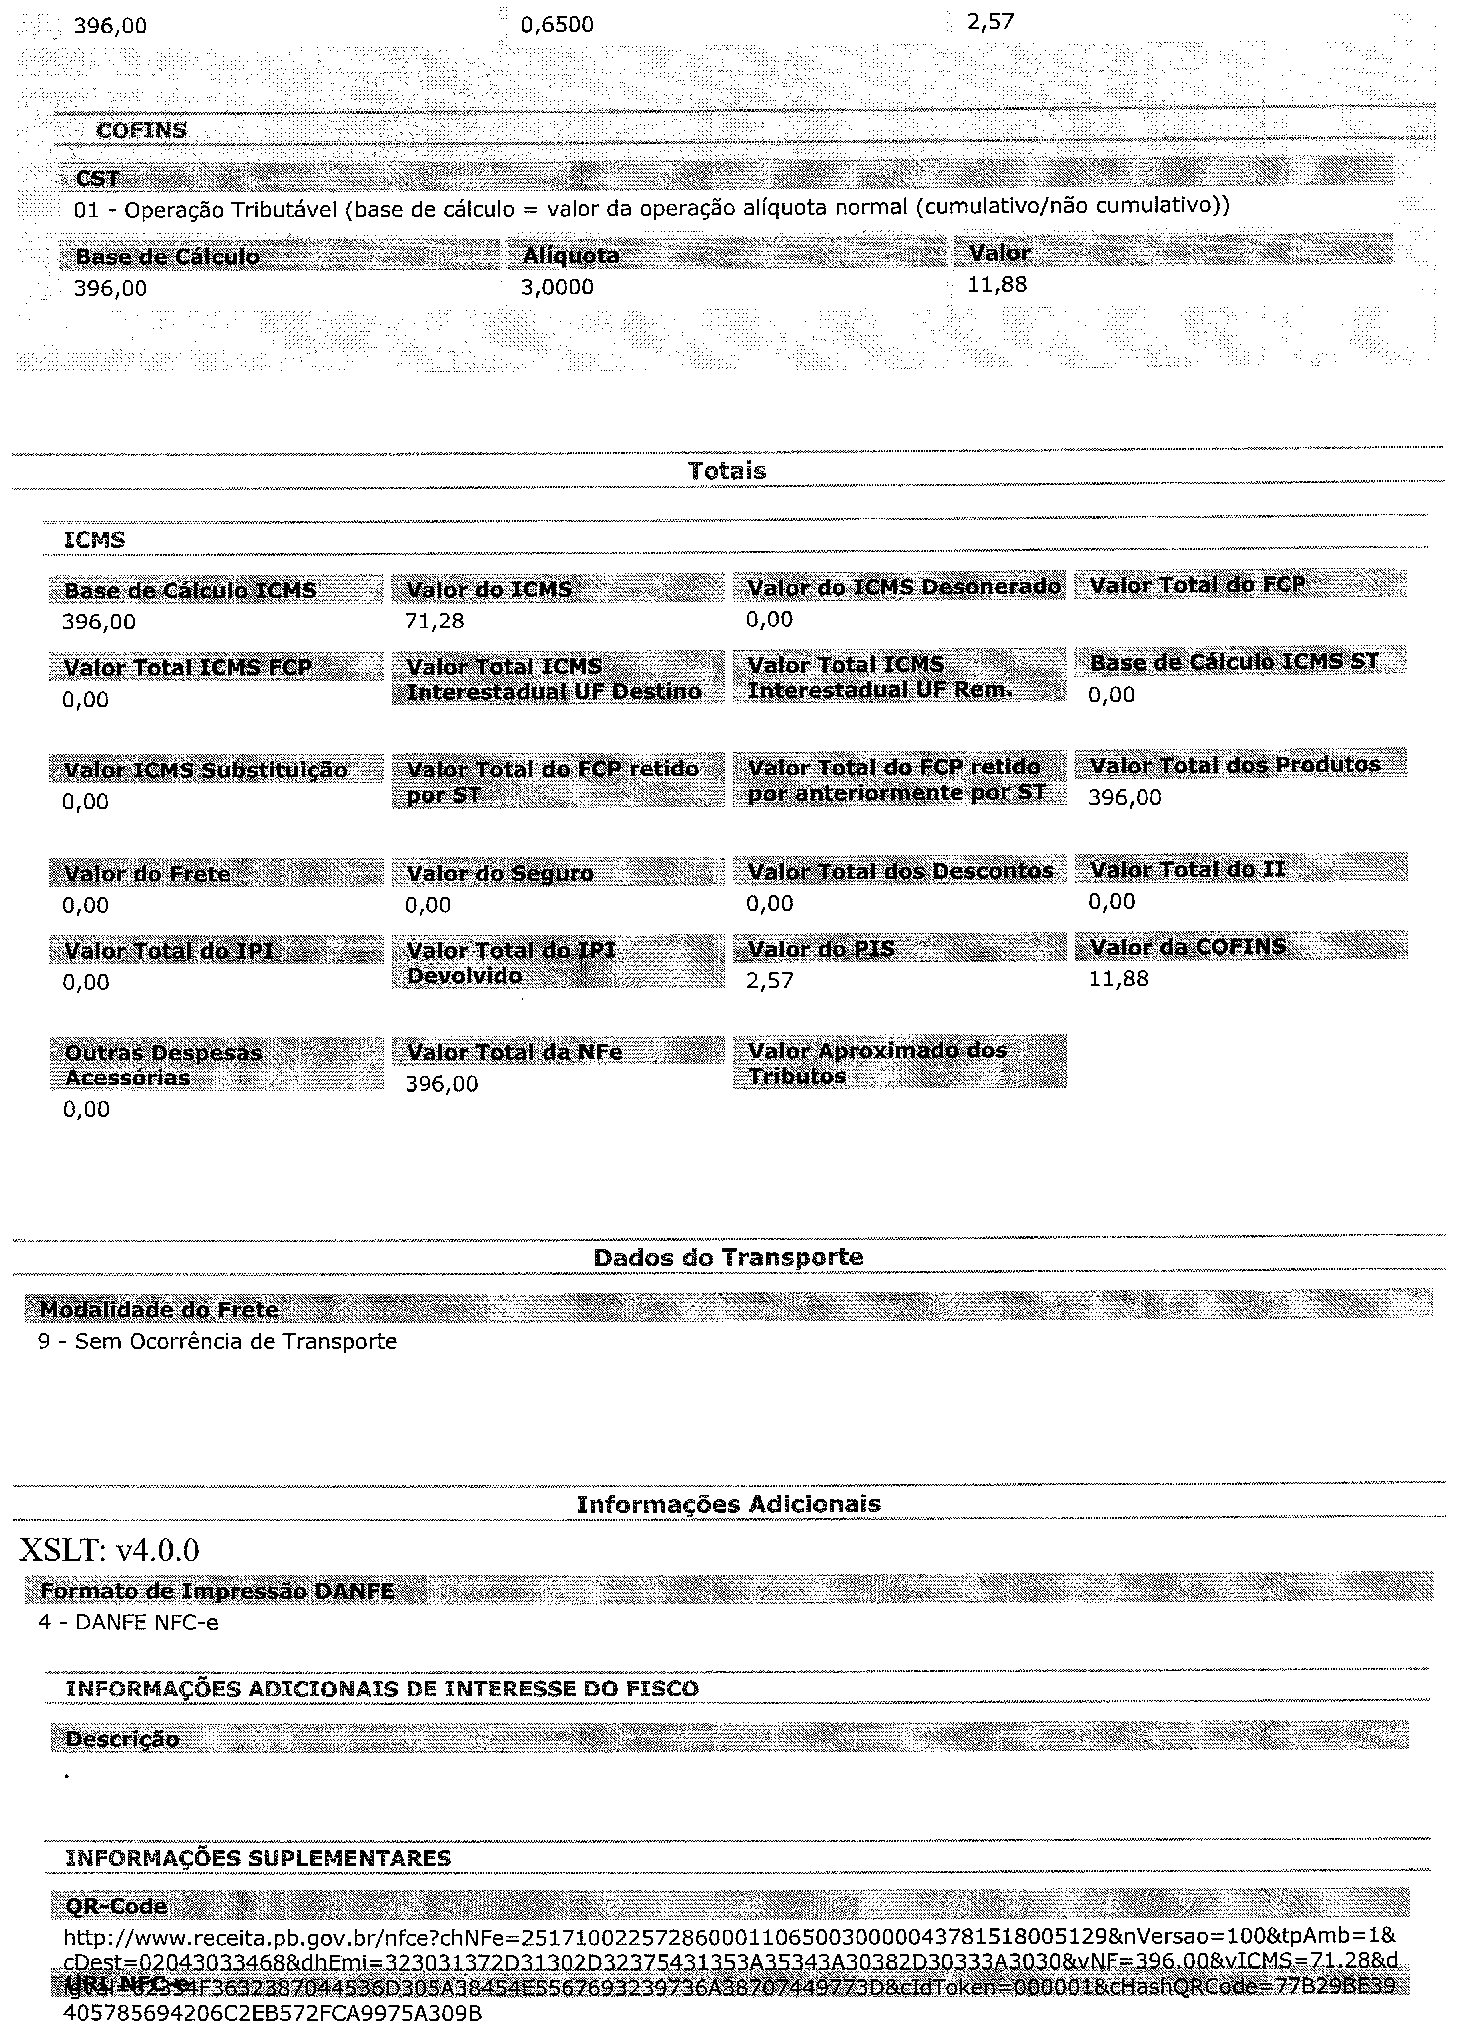 396,00 0,6500 2,57
COFINS
CST
01 - Operação Tributável (base de cálculo = valor da operação alíquota normal (cumulativo/não cumulativo))
Base de Cálculo Alíquota Valor
396,00 3,0000 11,88
Totais
ICMS
Base de Cálculo ICMS Valor do ICMS Valor do ICMS Desonerado Valor Total do FCP
396,00 71,28 0,00
Valor Total ICMS FCP Valor Total ICMS Valor Total ICMS Base de Cálculo ICMS ST
Interestadual UF Destino Interestadual UF Rem.
0,00 0,00
Valor ICMS Substituição Valor Total do FCP retido Valor Total do FCP retido Valor Total dos Produtos
por ST por anteriormente por ST
0,00 396,00
Valor do Frete Valor do Seguro Valor Total dos Descontos Valor Total do II
0,00 0,00 0,00 0,00
Valor Total do IPI Valor Total do IPI Valor do PIS Valor da COFINS
Devolvido
0,00 2,57 11,88
Outras Despesas Valor Total da NFe Valor Aproximado dos
Acessórias 396,00 Tributos
0,00
Dados do Transporte
Modalidade do Frete
9 - Sem Ocorrência de Transporte
Informações Adicionais
XSLT: v4.0.0
Formato de Impressão DANFE
4 - DANFE NFC-e
INFORMAÇÕES ADICIONAIS DE INTERESSE DO FISCO
Descrição
.
INFORMAÇÕES SUPLEMENTARES
QR-Code
http://www.receita.pb.gov.br/nfce?chNFe=25171002257286000110650030000043781518005129&nVersao=100&tpAmb=1&
cDest=02043033468&dhEmi=323031372D31302D32375431353A35343A30382D30333A3030&vNF=396.00&vICMS=71.28&d
URL NFC-e
405785694206C2EB572FCA9975A309B